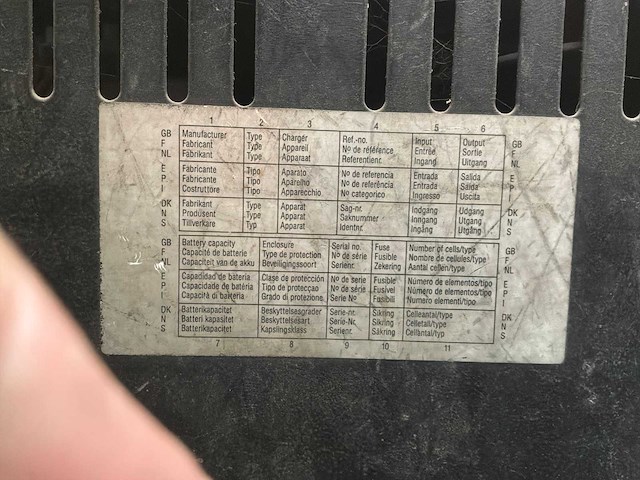 1 2 3 4 5 6
GB Manufacturer Type Charger Ref.-no. Input Output GB
F Fabricant Type Appareil Nº de référence Entrée Sortie F
NL Fabrikant Type Apparaat Referentienr. Ingang Uitgang NL
E Fabricante Tipo Aparato Nº de referencia Entrada Salida E
P Fabricante Tipo Aparelho Nº de referência Entrada Saida P
I Costruttore Tipo Apparecchio Nº categorico Ingresso Uscita I
DK Fabrikant Type Apparat Sag-nr. Indgang Udgang DK
N Produsent Type Apparat Saknummer Inngang Utgang N
S Tillverkare Typ Apparat Identnr. Ingång Utgång S
GB Battery capacity Enclosure Serial no. Fuse Number of cells/type GB
F Capacité de batterie Type de protection Nº de série Fusible Nombre de cellules/type F
NL Capaciteit van de akku Beveiligingssoort Serienr. Zekering Aantal cellen/type NL
E Capacidad de bateria Clase de protección Nº de serie Fusible Número de elementos/tipo E
P Capacidade de batéria Tipo de protecçao Nº de série Fusivel Número de elementos/tipo P
I Capacità di batteria Grado di protezione Serie Nº Fusibili Numero elementi/tipo I
DK Batterikapacitet Beskyttelsesgrader Serie-nr. Sikring Celleantal/type DK
N Batteri kapasitet Beskyttelsesart Serie-Nr. Sikring Celletall/type N
S Batterikapacitet Kapslingsklass Serienr. Säkring Cellantal/typ S
7 8 9 10 11